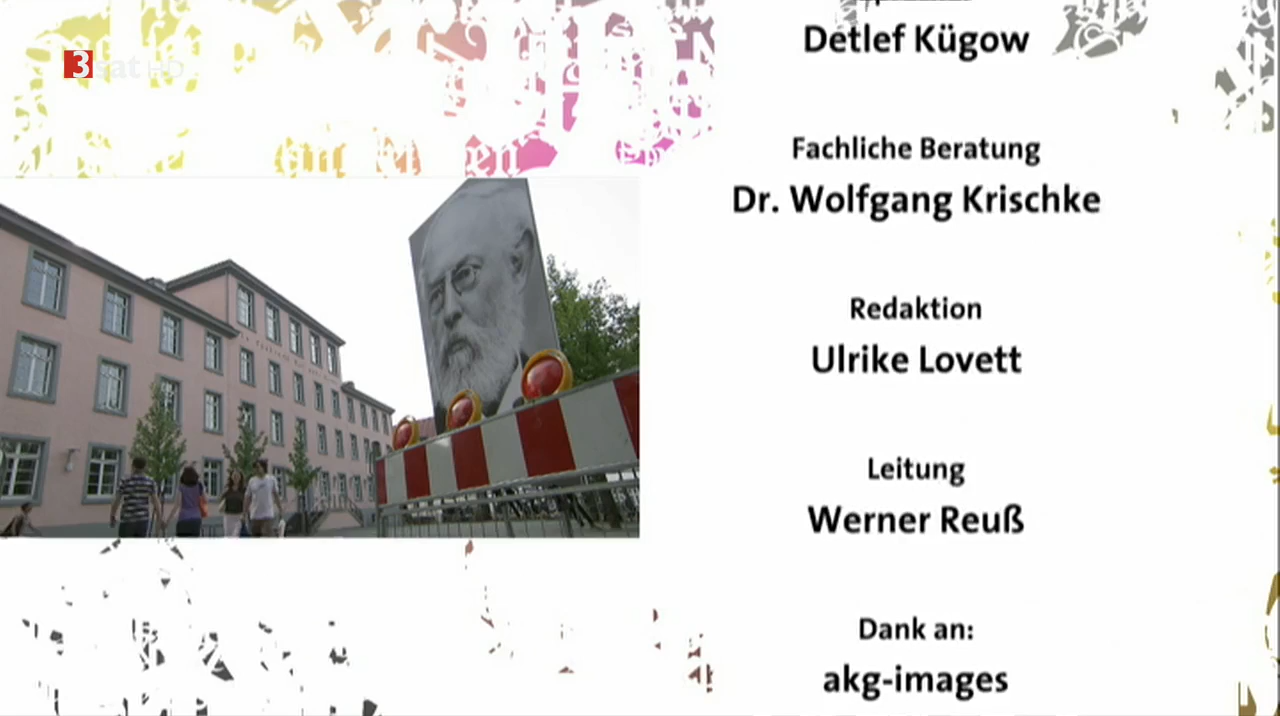 3sat HD
Detlef Kügow
Fachliche Beratung
Dr. Wolfgang Krischke
Redaktion
Ulrike Lovett
Leitung
Werner Reuß
Dank an:
akg-images